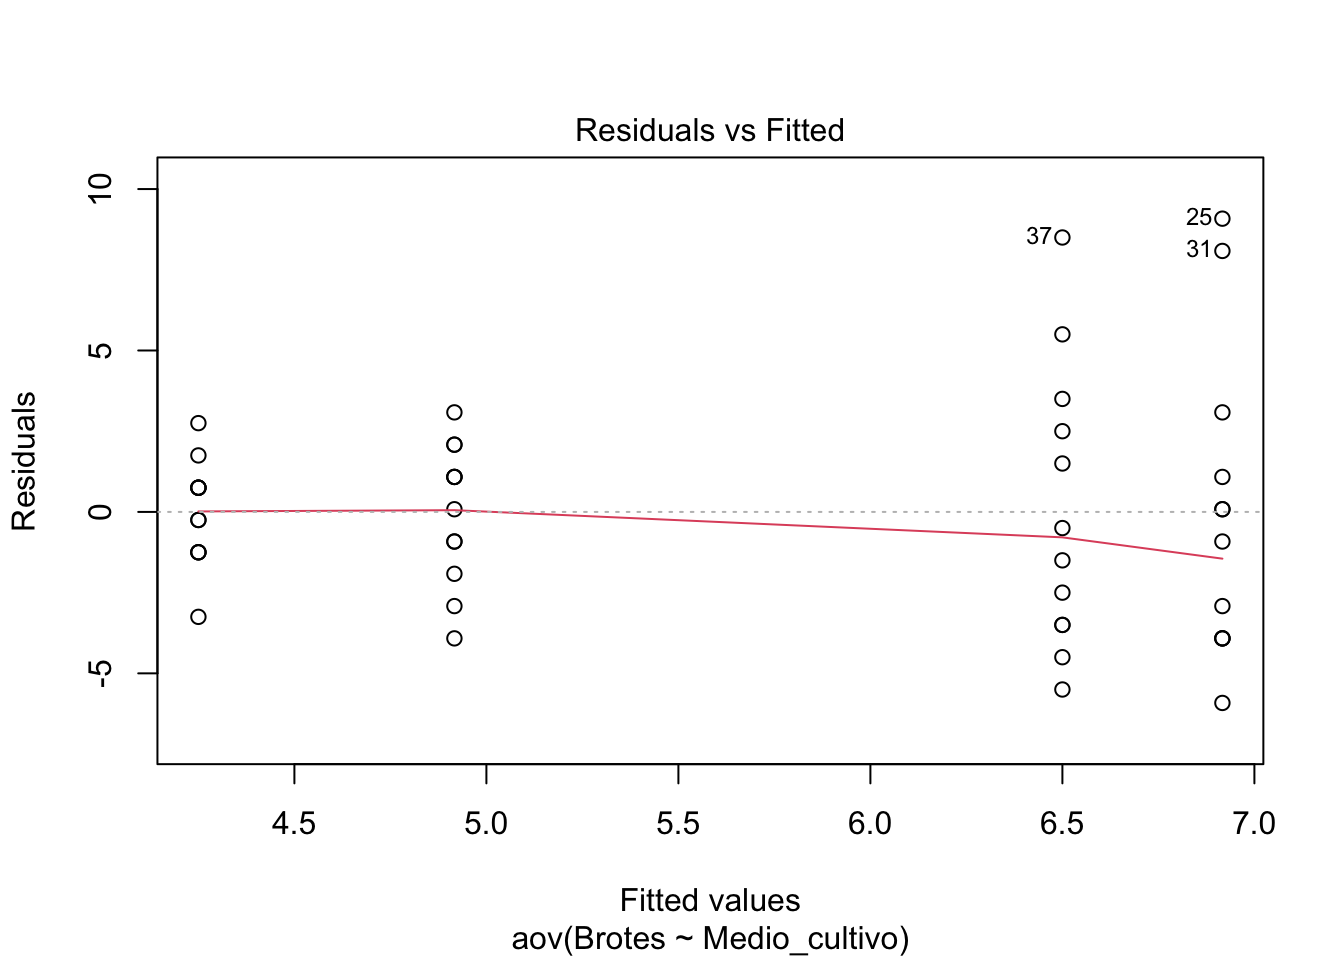 Residuals vs Fitted
10
5
0
-5
Residuals
37
25
31
4.5 5.0 5.5 6.0 6.5 7.0
Fitted values
aov(Brotes ~ Medio_cultivo)